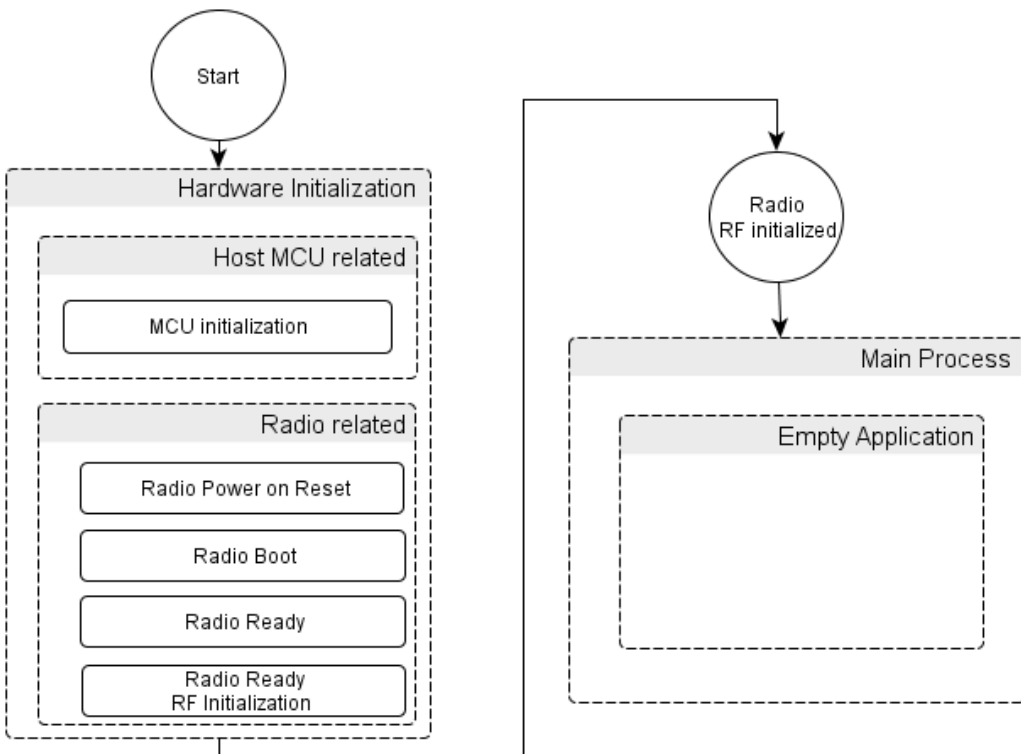 Start
Hardware Initialization
Host MCU related
MCU initialization
Radio related
Radio Power on Reset
Radio Boot
Radio Ready
Radio Ready
RF Initialization
Radio
RF initialized
Main Process
Empty Application